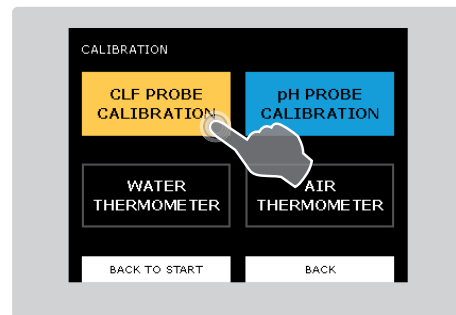 CALIBRATION
CLF PROBE
CALIBRATION
pH PROBE
CALIBRATION
WATER
THERMOMETER
AIR
THERMOMETER
BACK TO START
BACK